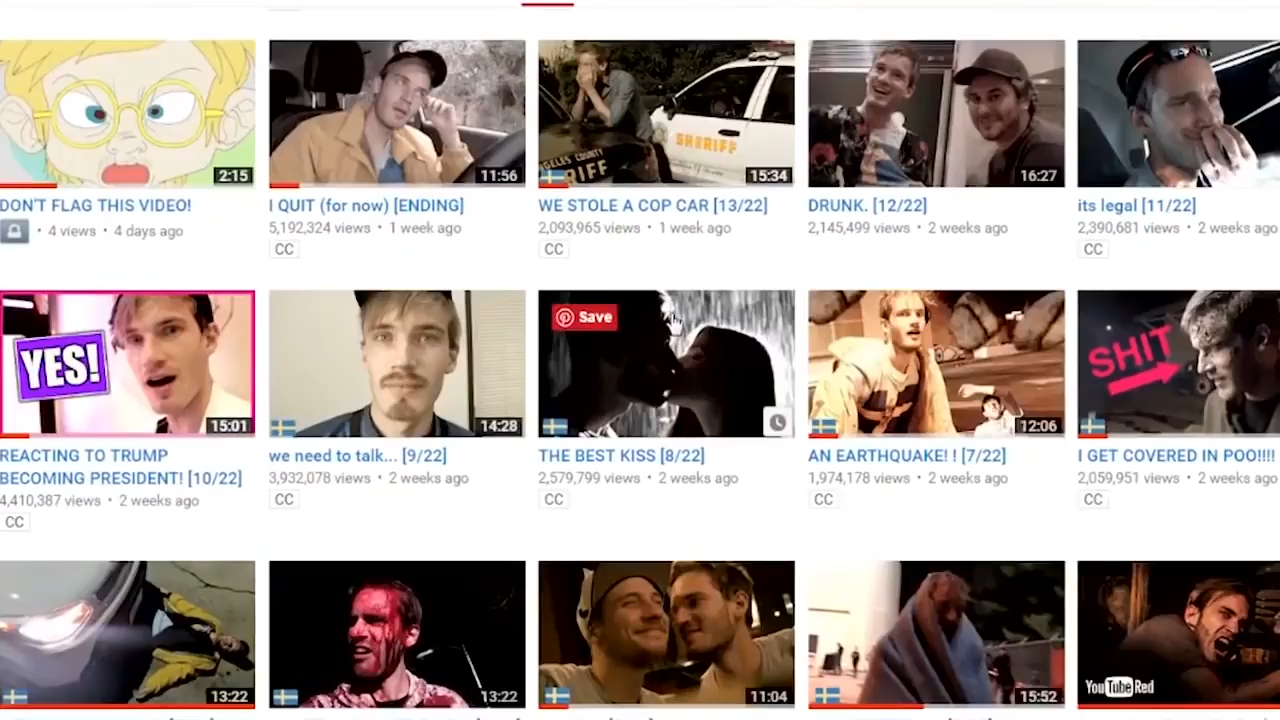 2:15
11:56
SHERIFF
ANGELES COUNTY
RIFF
15:34
16:27
DON'T FLAG THIS VIDEO!
4 views • 4 days ago
I QUIT (for now) [ENDING]
5,192,324 views • 1 week ago
CC
WE STOLE A COP CAR [13/22]
2,093,965 views • 1 week ago
CC
DRUNK. [12/22]
2,145,499 views • 2 weeks ago
its legal [11/22]
2,390,681 views • 2 weeks ago
CC
YES!
15:01
14:28
Save
12:06
SHIT
REACTING TO TRUMP
BECOMING PRESIDENT! [10/22]
4,410,387 views • 2 weeks ago
CC
we need to talk... [9/22]
3,932,078 views • 2 weeks ago
CC
THE BEST KISS [8/22]
2,579,799 views • 2 weeks ago
CC
AN EARTHQUAKE! ! [7/22]
1,974,178 views • 2 weeks ago
CC
I GET COVERED IN POO!!!!
2,059,951 views • 2 weeks ago
CC
13:22
13:22
11:04
15:52
YouTube Red